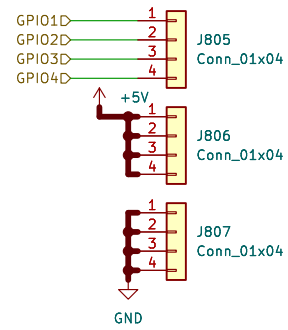 GPIO1 1
GPIO2 2 J805
GPIO3 3 Conn_01x04
GPIO4 4
+5V
1
2 J806
3 Conn_01x04
4
1
2 J807
3 Conn_01x04
4
GND